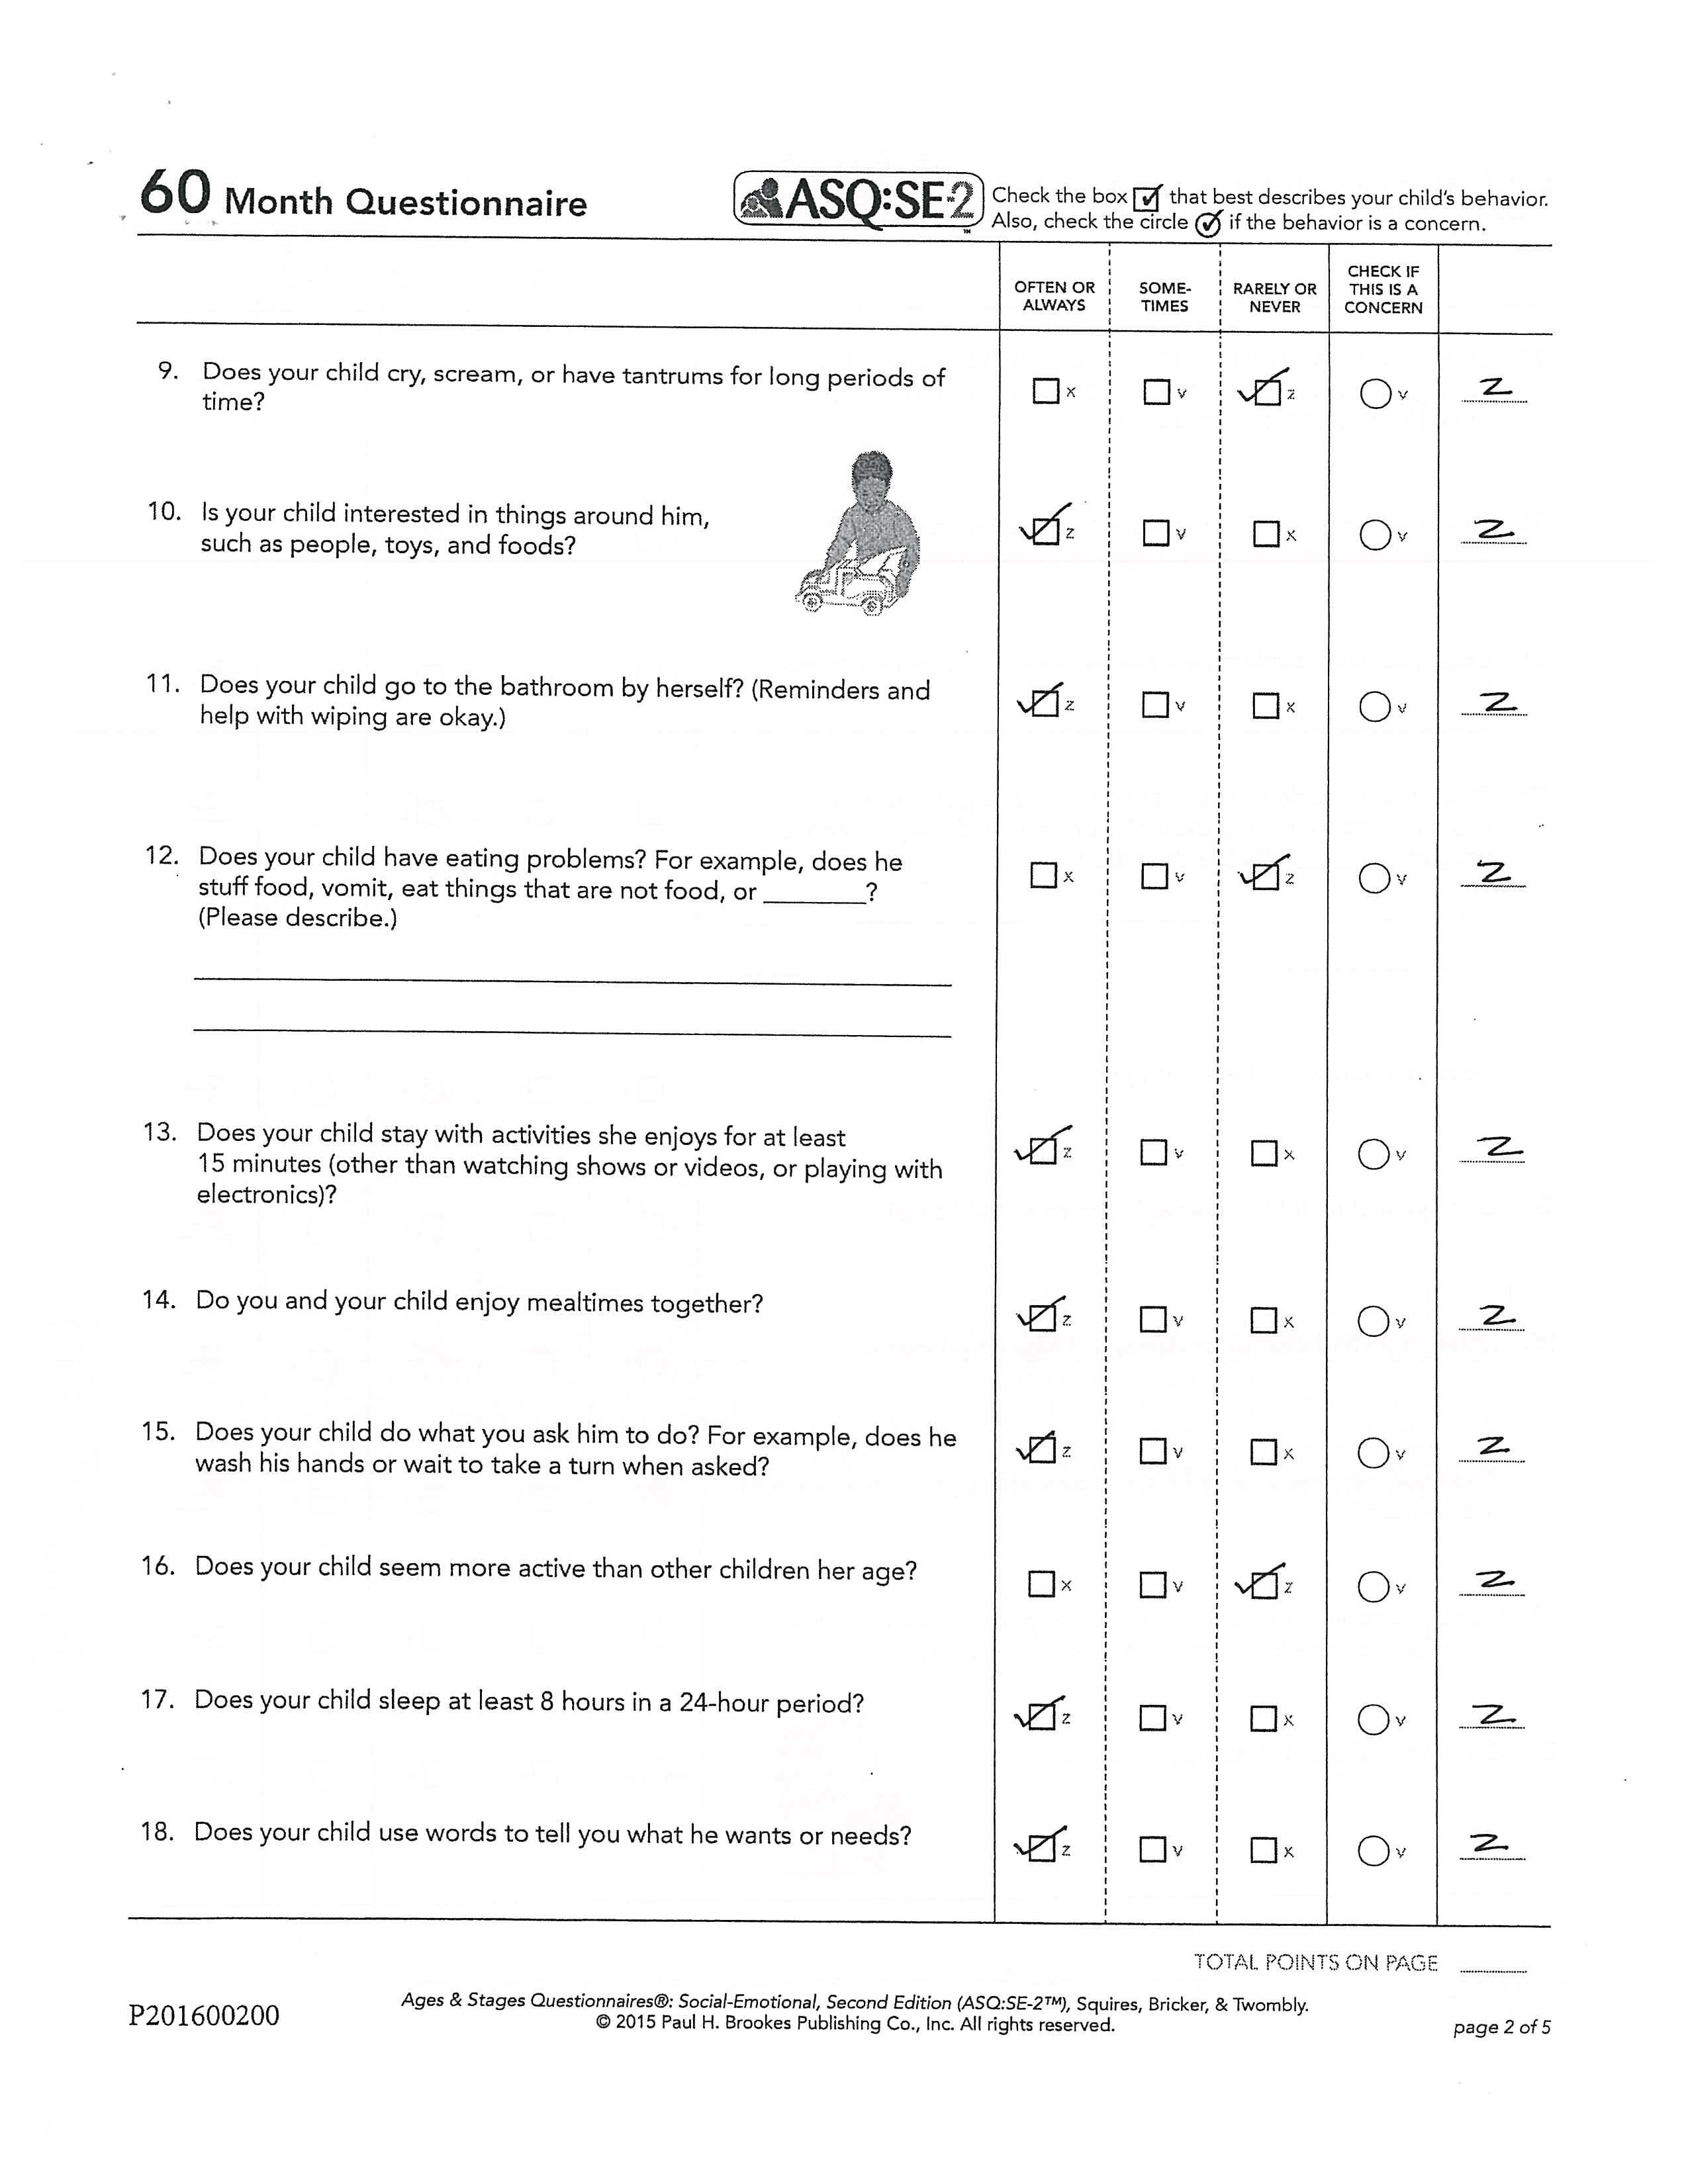 60 Month Questionnaire
ASQ:SE-2™
Check the box ☑ that best describes your child's behavior.
Also, check the circle ✓ if the behavior is a concern.
OFTEN OR ALWAYS
SOME-TIMES
RARELY OR NEVER
CHECK IF THIS IS A CONCERN
9. Does your child cry, scream, or have tantrums for long periods of
time?
☐ x ☐ v ☑ z ○ v z
10. Is your child interested in things around him,
such as people, toys, and foods?
☑ z ☐ v ☐ x ○ v z
11. Does your child go to the bathroom by herself? (Reminders and
help with wiping are okay.)
☑ z ☐ v ☐ x ○ v z
12. Does your child have eating problems? For example, does he
stuff food, vomit, eat things that are not food, or ________?
(Please describe.)
☐ x ☐ v ☑ z ○ v z
13. Does your child stay with activities she enjoys for at least
15 minutes (other than watching shows or videos, or playing with
electronics)?
☑ z ☐ v ☐ x ○ v z
14. Do you and your child enjoy mealtimes together?
☑ z ☐ v ☐ x ○ v z
15. Does your child do what you ask him to do? For example, does he
wash his hands or wait to take a turn when asked?
☑ z ☐ v ☐ x ○ v z
16. Does your child seem more active than other children her age?
☐ x ☐ v ☑ z ○ v z
17. Does your child sleep at least 8 hours in a 24-hour period?
☑ z ☐ v ☐ x ○ v z
18. Does your child use words to tell you what he wants or needs?
☑ z ☐ v ☐ x ○ v z
TOTAL POINTS ON PAGE
P201600200
Ages & Stages Questionnaires®: Social-Emotional, Second Edition (ASQ:SE-2™), Squires, Bricker, & Twombly.
© 2015 Paul H. Brookes Publishing Co., Inc. All rights reserved.
page 2 of 5